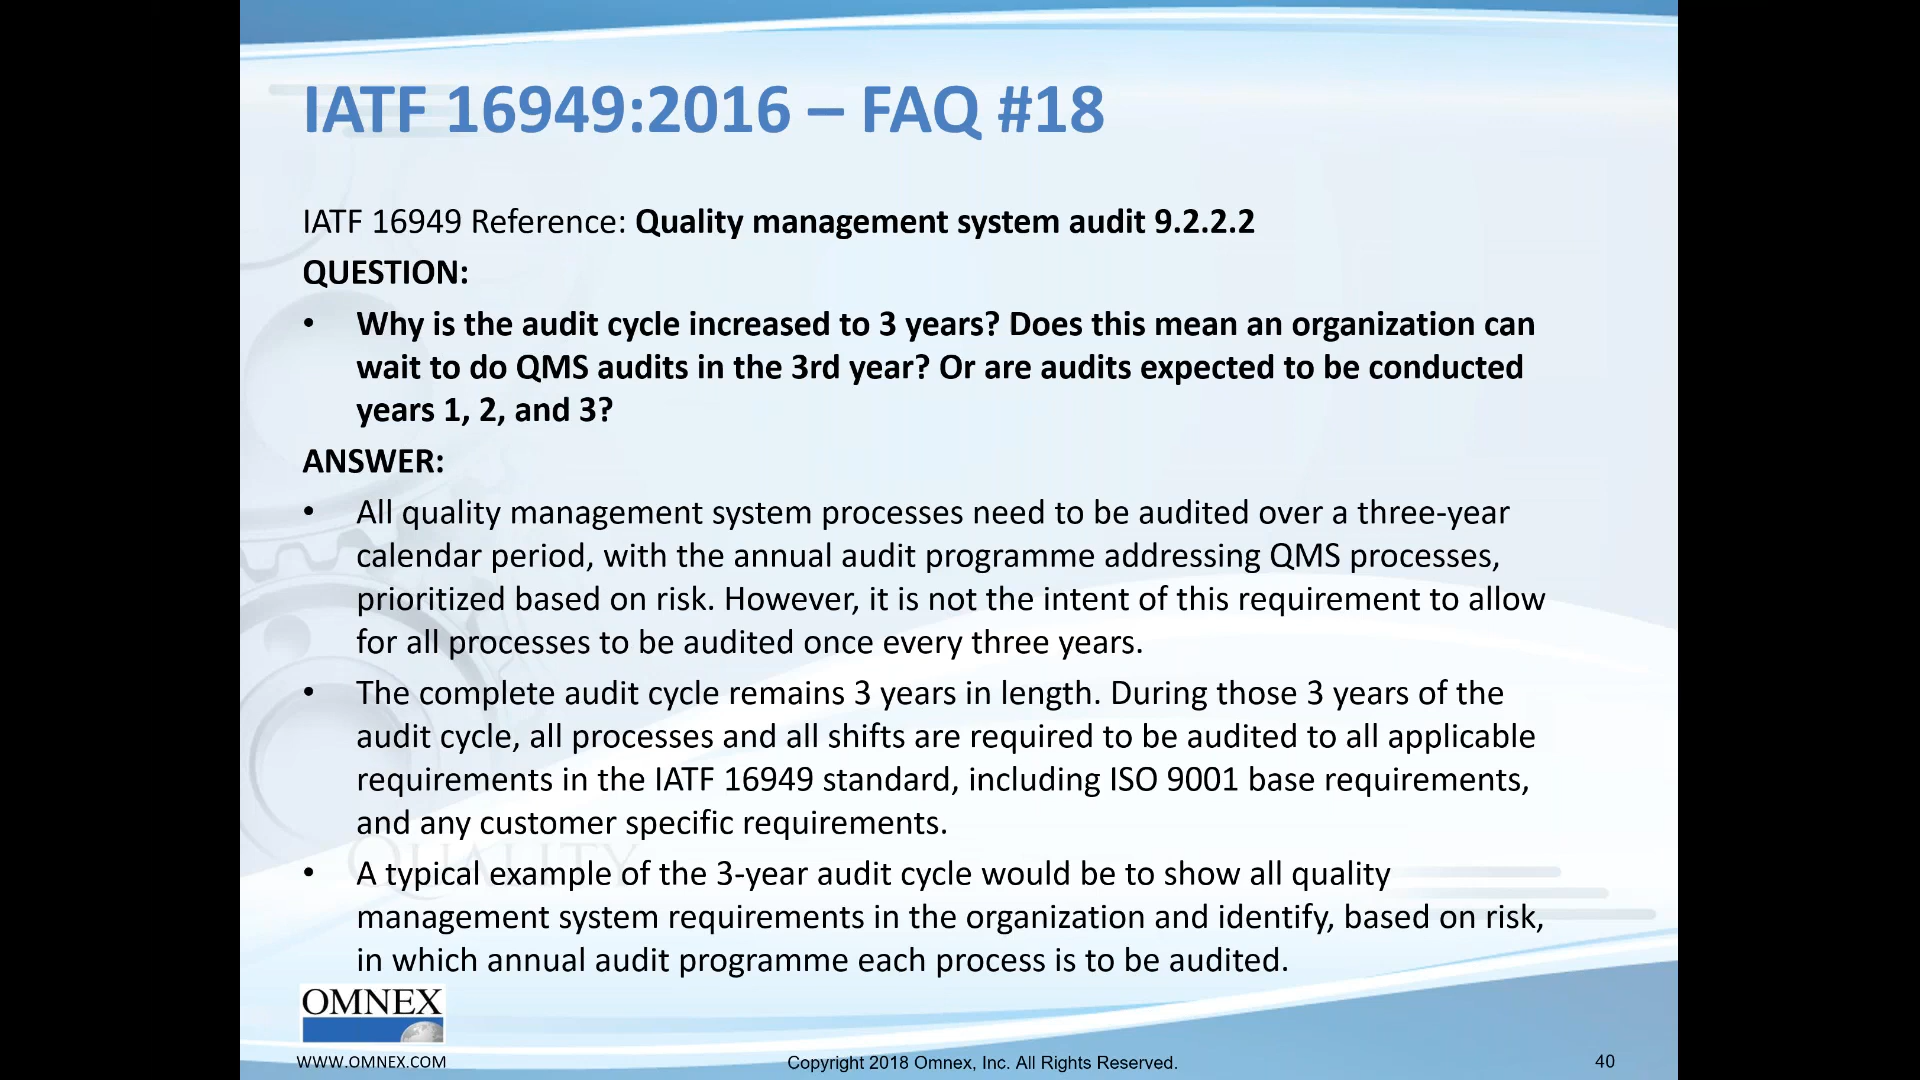 IATF 16949:2016 – FAQ #18
IATF 16949 Reference: Quality management system audit 9.2.2.2
QUESTION:
• Why is the audit cycle increased to 3 years? Does this mean an organization can
wait to do QMS audits in the 3rd year? Or are audits expected to be conducted
years 1, 2, and 3?
ANSWER:
• All quality management system processes need to be audited over a three-year
calendar period, with the annual audit programme addressing QMS processes,
prioritized based on risk. However, it is not the intent of this requirement to allow
for all processes to be audited once every three years.
• The complete audit cycle remains 3 years in length. During those 3 years of the
audit cycle, all processes and all shifts are required to be audited to all applicable
requirements in the IATF 16949 standard, including ISO 9001 base requirements,
and any customer specific requirements.
QUALITY
• A typical example of the 3-year audit cycle would be to show all quality
management system requirements in the organization and identify, based on risk,
in which annual audit programme each process is to be audited.
OMNEX
WWW.OMNEX.COM
Copyright 2018 Omnex, Inc. All Rights Reserved.
40